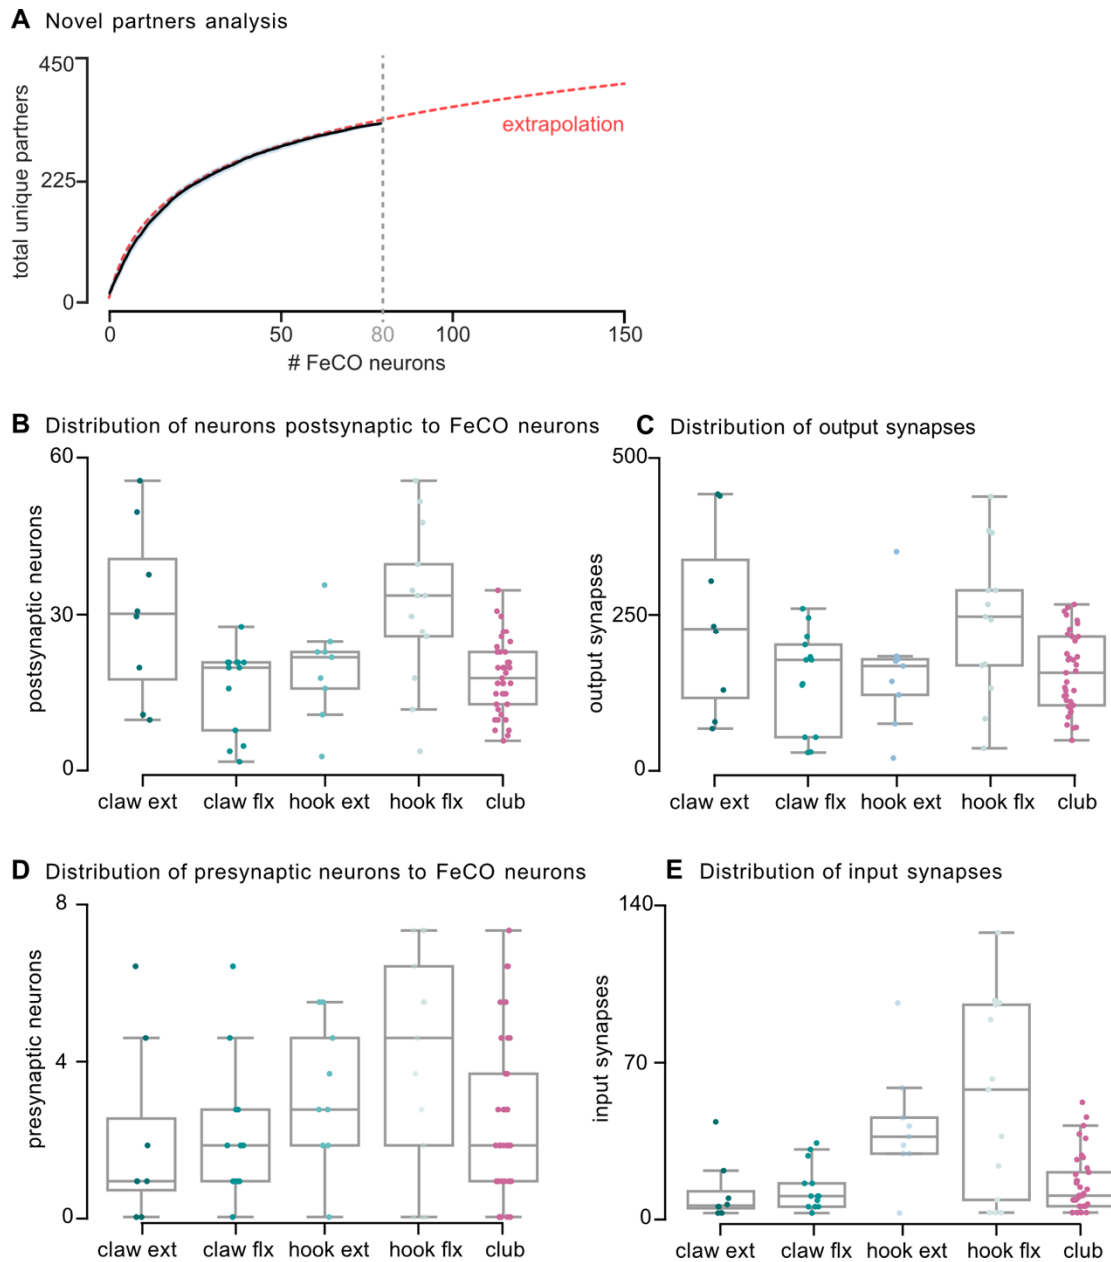 A Novel partners analysis
450
225
0
total unique partners
extrapolation
0 50 80 100 150
# FeCO neurons
B Distribution of neurons postsynaptic to FeCO neurons
60
30
0
postsynaptic neurons
claw ext claw flx hook ext hook flx club
C Distribution of output synapses
500
250
0
output synapses
claw ext claw flx hook ext hook flx club
D Distribution of presynaptic neurons to FeCO neurons
8
4
0
presynaptic neurons
claw ext claw flx hook ext hook flx club
E Distribution of input synapses
140
70
0
input synapses
claw ext claw flx hook ext hook flx club